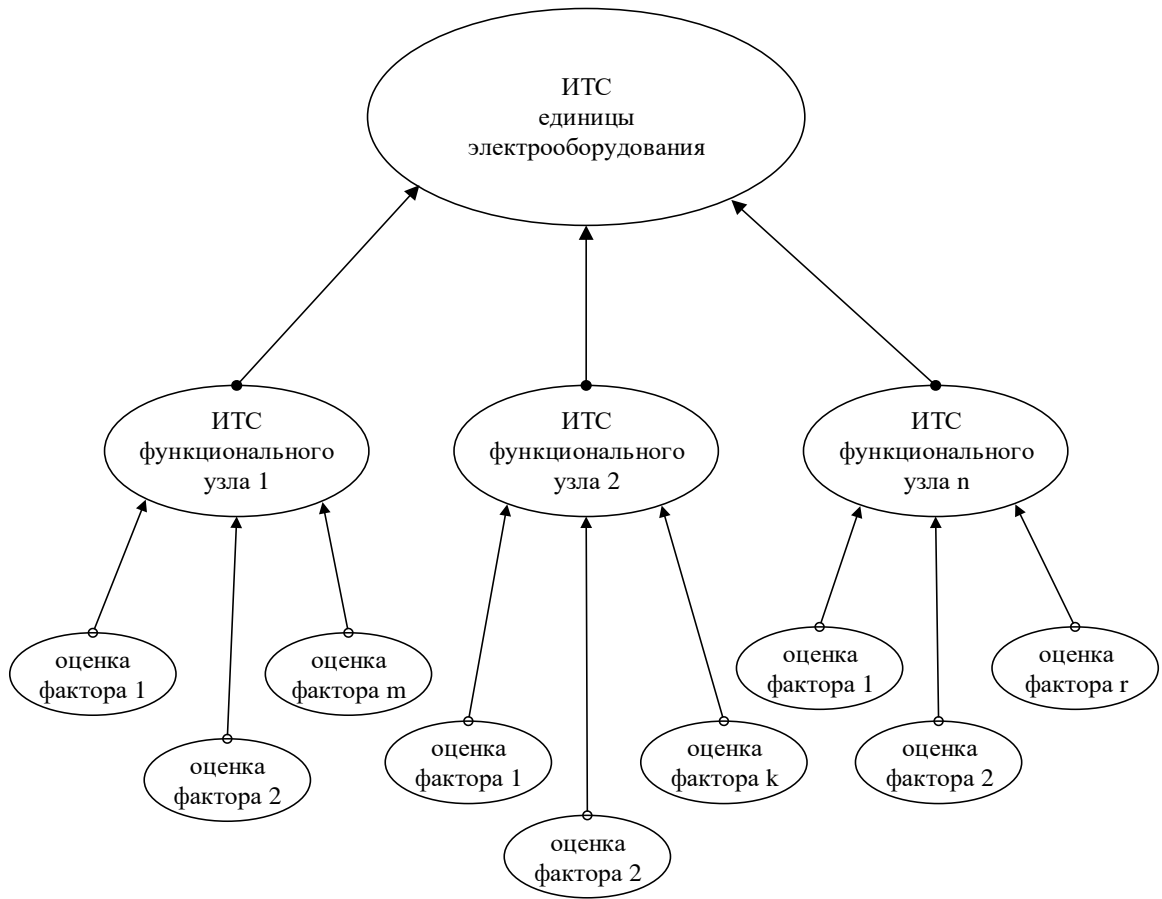 ИТС
единицы
электрооборудования
ИТС
функционального
узла 1
ИТС
функционального
узла 2
ИТС
функционального
узла n
оценка
фактора 1
оценка
фактора 2
оценка
фактора m
оценка
фактора 1
оценка
фактора 2
оценка
фактора k
оценка
фактора 1
оценка
фактора 2
оценка
фактора r